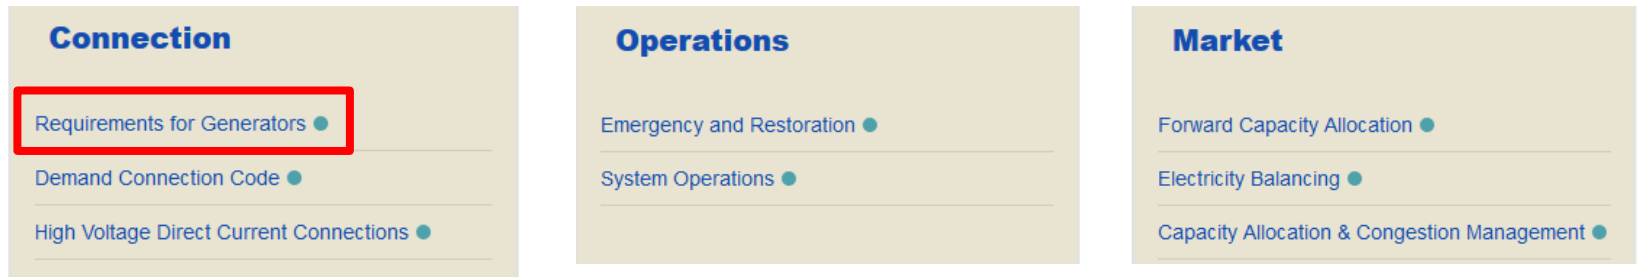 Connection
Requirements for Generators
Demand Connection Code
High Voltage Direct Current Connections
Operations
Emergency and Restoration
System Operations
Market
Forward Capacity Allocation
Electricity Balancing
Capacity Allocation & Congestion Management